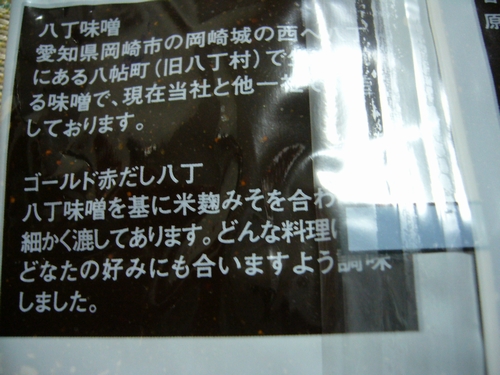 八丁味噌
愛知県岡崎市の岡崎城の西へ
にある八帖町(旧八丁村)で
る味噌で、現在当社と他一
しております。
ゴールド赤だし八丁
八丁味噌を基に米麹みそを合わ
細かく漉してあります。どんな料理に
どなたの好みにも合いますよう調味
しました。